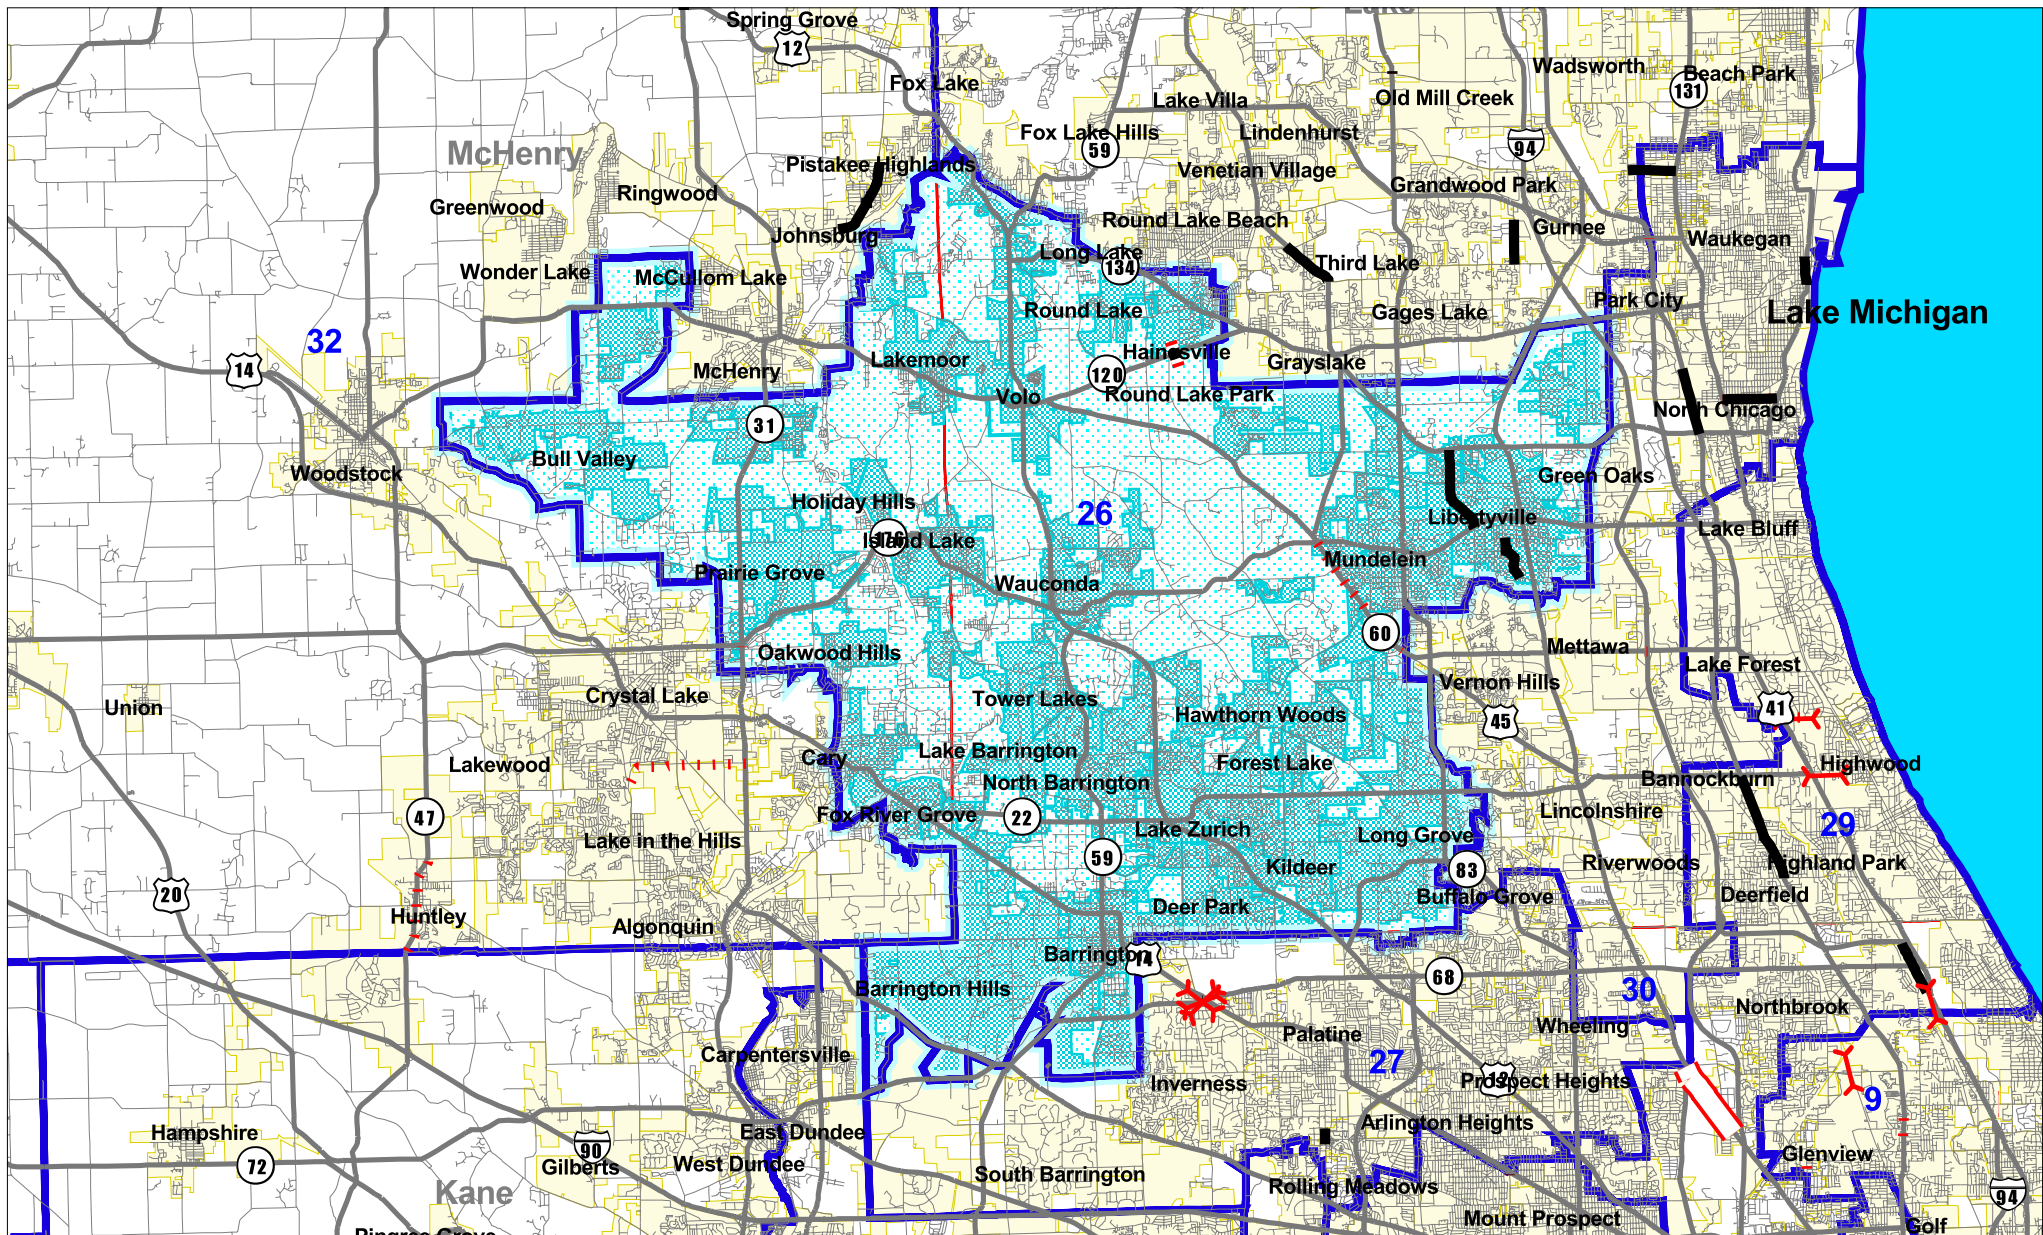 Spring Grove
Lake
12
Wadsworth
Beach Park
Fox Lake
131
Old Mill Creek
Lake Villa
Fox Lake Hills
Lindenhurst
94
59
McHenry
Pistakee Highlands
Venetian Village
Grandwood Park
Ringwood
Greenwood
Round Lake Beach
Gurnee
Johnsburg
Waukegan
Long Lake
134
Third Lake
Wonder Lake
McCullom Lake
Park City
Round Lake
Gages Lake
Lake Michigan
32
Hainesville
Lakemoor
Grayslake
14
McHenry
120
Volo
Round Lake Park
North Chicago
31
Bull Valley
Woodstock
Green Oaks
Holiday Hills
26
Libertyville
Lake Bluff
176
Island Lake
Mundelein
Prairie Grove
Wauconda
60
Mettawa
Oakwood Hills
Lake Forest
Vernon Hills
Crystal Lake
Tower Lakes
Union
41
Hawthorn Woods
45
Lake Barrington
Cary
Lakewood
Forest Lake
Highwood
Bannockburn
North Barrington
Lincolnshire
47
Fox River Grove
22
29
Lake Zurich
Long Grove
Lake in the Hills
59
Highland Park
Riverwoods
Kildeer
83
20
Deerfield
Buffalo Grove
Deer Park
Huntley
Algonquin
Barrington
14
68
Barrington Hills
30
Northbrook
Wheeling
Palatine
Carpentersville
27
Inverness
12
Prospect Heights
9
Arlington Heights
Hampshire
East Dundee
90
Glenview
72
Gilberts
West Dundee
South Barrington
Rolling Meadows
Kane
94
Mount Prospect
Golf
Pingree Grove